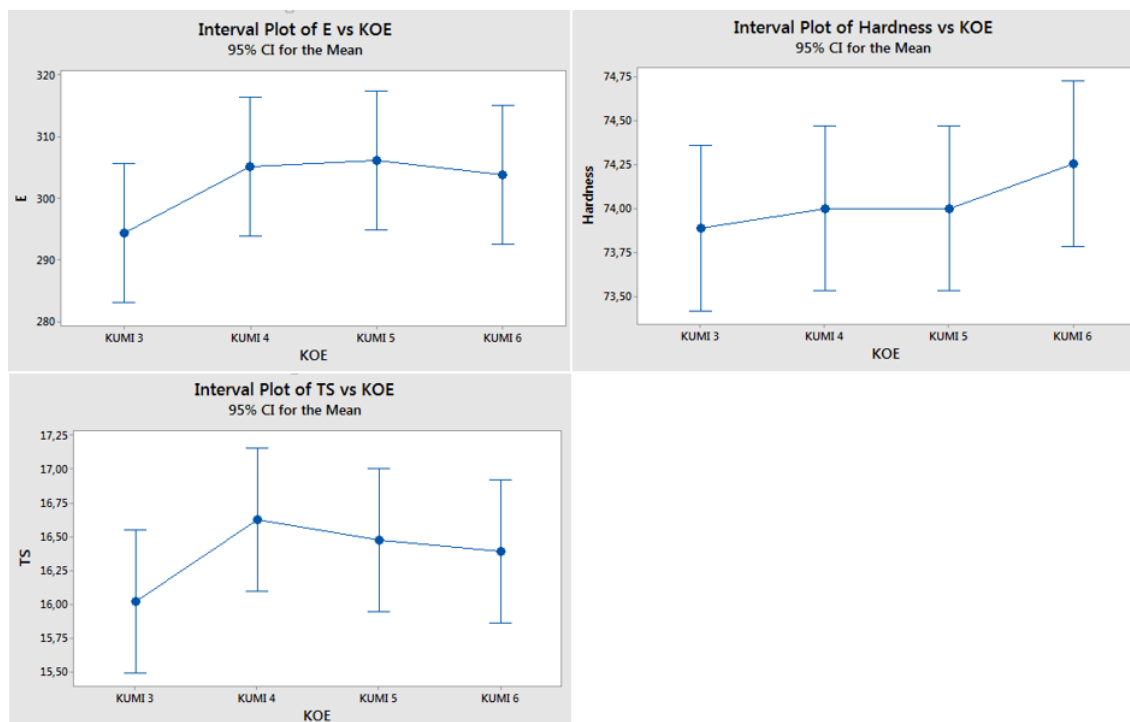 Interval Plot of E vs KOE
95% CI for the Mean
320
310
300
290
280
E
KUMI 3 KUMI 4 KUMI 5 KUMI 6
KOE
Interval Plot of Hardness vs KOE
95% CI for the Mean
74,75
74,50
74,25
74,00
73,75
73,50
Hardness
KUMI 3 KUMI 4 KUMI 5 KUMI 6
KOE
Interval Plot of TS vs KOE
95% CI for the Mean
17,25
17,00
16,75
16,50
16,25
16,00
15,75
15,50
TS
KUMI 3 KUMI 4 KUMI 5 KUMI 6
KOE